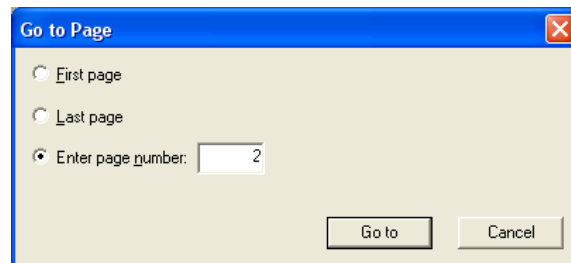 Go to Page
First page
Last page
Enter page number: 2
Go to Cancel